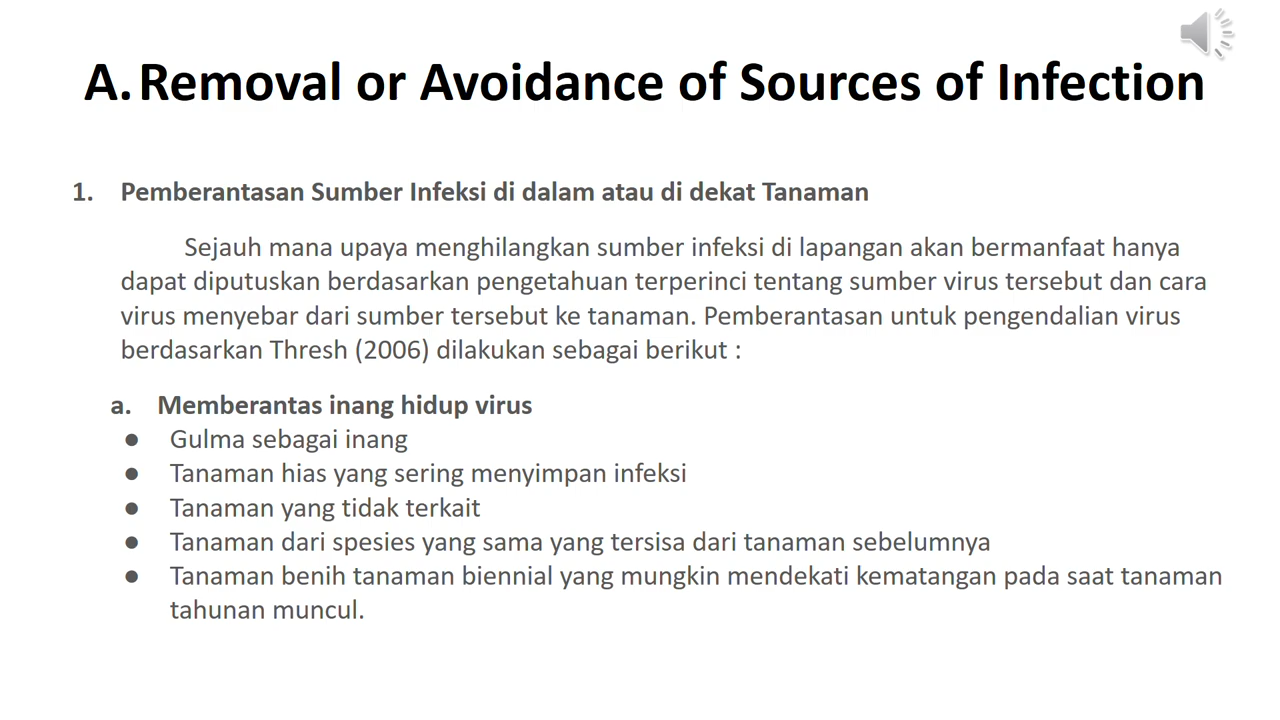 A. Removal or Avoidance of Sources of Infection
1. Pemberantasan Sumber Infeksi di dalam atau di dekat Tanaman
Sejauh mana upaya menghilangkan sumber infeksi di lapangan akan bermanfaat hanya
dapat diputuskan berdasarkan pengetahuan terperinci tentang sumber virus tersebut dan cara
virus menyebar dari sumber tersebut ke tanaman. Pemberantasan untuk pengendalian virus
berdasarkan Thresh (2006) dilakukan sebagai berikut :
a. Memberantas inang hidup virus
● Gulma sebagai inang
● Tanaman hias yang sering menyimpan infeksi
● Tanaman yang tidak terkait
● Tanaman dari spesies yang sama yang tersisa dari tanaman sebelumnya
● Tanaman benih tanaman biennial yang mungkin mendekati kematangan pada saat tanaman
tahunan muncul.